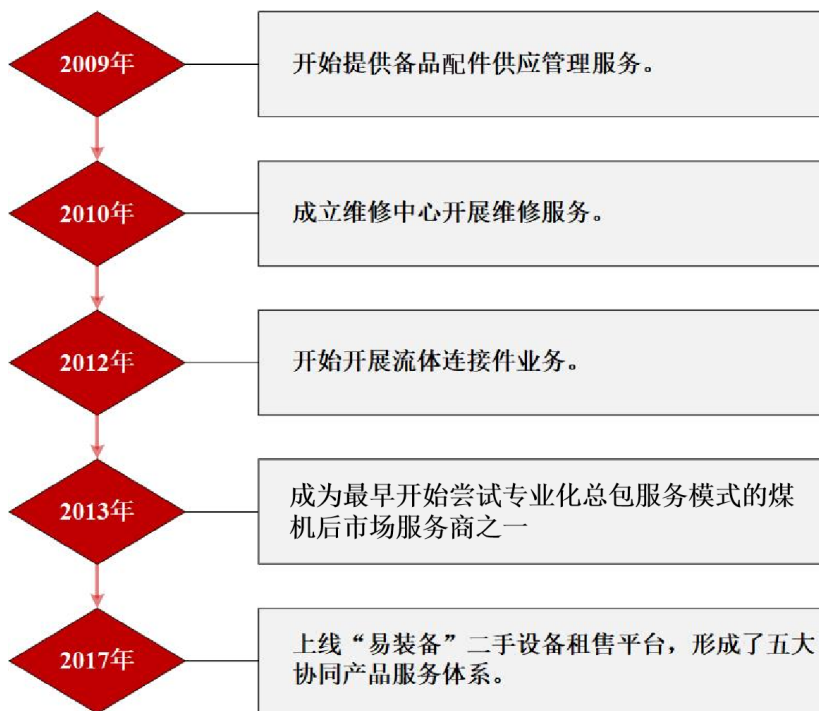 2009年
开始提供备品配件供应管理服务。
2010年
成立维修中心开展维修服务。
2012年
开始开展流体连接件业务。
2013年
成为最早开始尝试专业化总包服务模式的煤
机后市场服务商之一
2017年
上线“易装备”二手设备租售平台，形成了五大
协同产品服务体系。